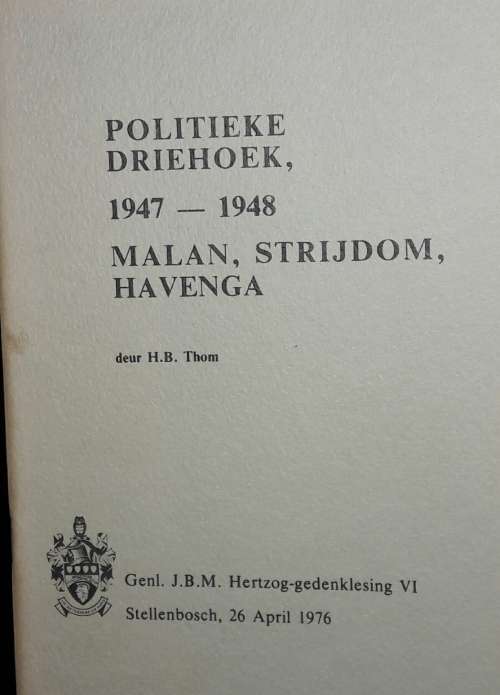 POLITIEKE
DRIEHOEK,
1947 — 1948
MALAN, STRIJDOM,
HAVENGA
deur H.B. Thom
Genl. J.B.M. Hertzog-gedenklesing VI
Stellenbosch, 26 April 1976